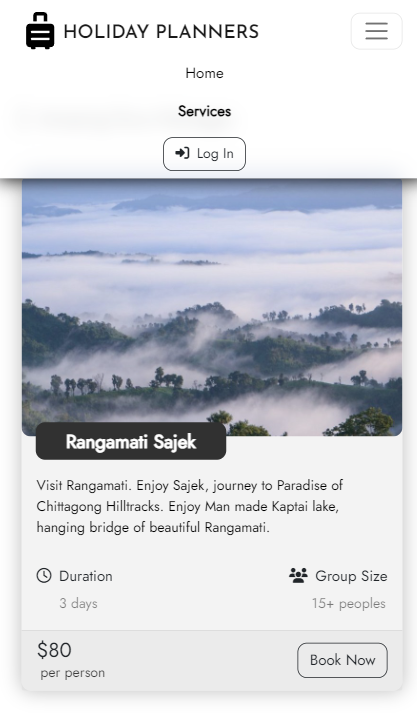 HOLIDAY PLANNERS
Home
Services
Log In
Rangamati Sajek
Visit Rangamati. Enjoy Sajek, journey to Paradise of
Chittagong Hilltracks. Enjoy Man made Kaptai lake,
hanging bridge of beautiful Rangamati.
Duration
Group Size
3 days
15+ peoples
$80
per person
Book Now